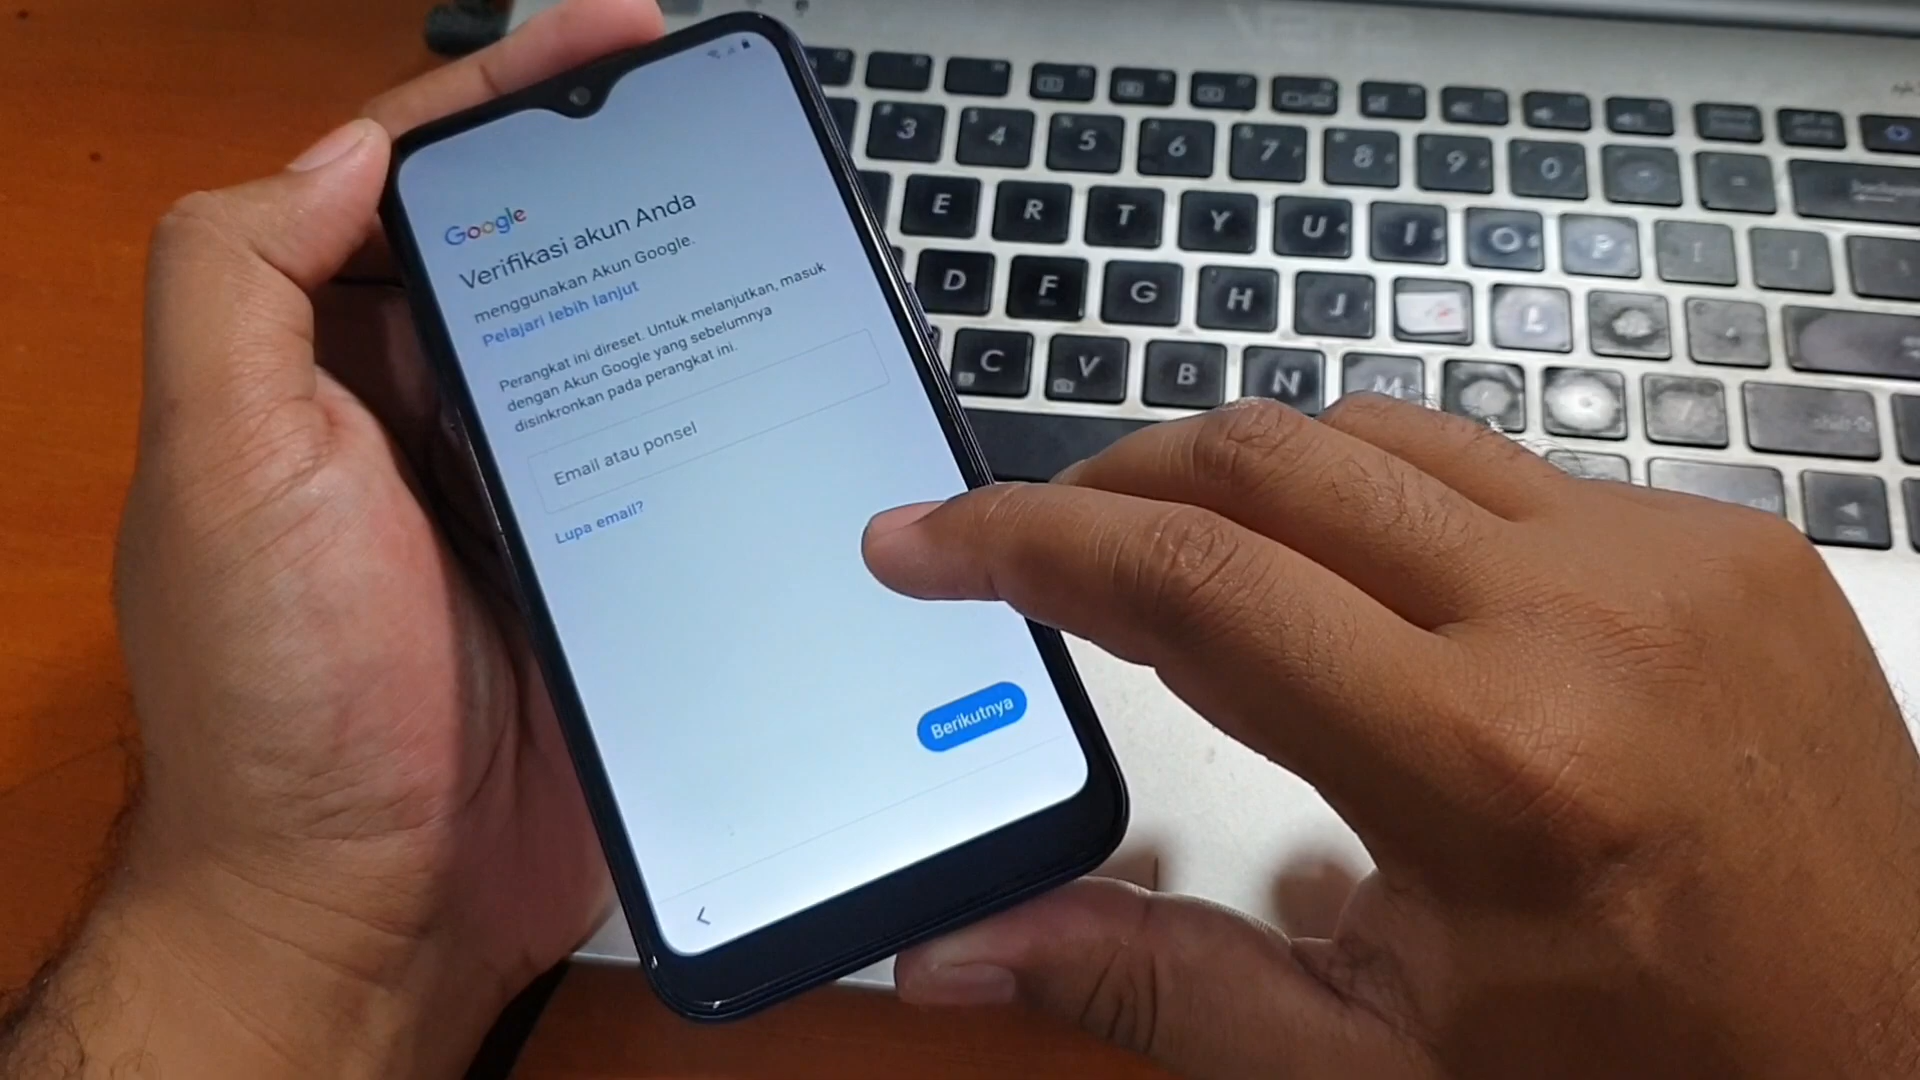 Google
Verifikasi akun Anda
menggunakan Akun Google.
Pelajari lebih lanjut
Perangkat ini direset. Untuk melanjutkan, masuk
dengan Akun Google yang sebelumnya
disinkronkan pada perangkat ini.
Email atau ponsel
Lupa email?
Berikutnya
3 4 5 6 7 8 9 0
backspace
E R T Y U I O P
D F G H J L
C V B N M
shift